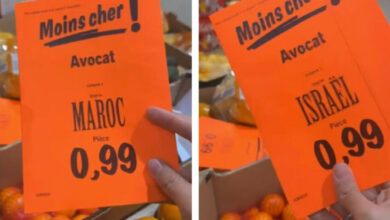 Moins cher !
Avocat
MAROC
Pièce
0,99
Moins cher !
Avocat
ISRAËL
Pièce
0,99